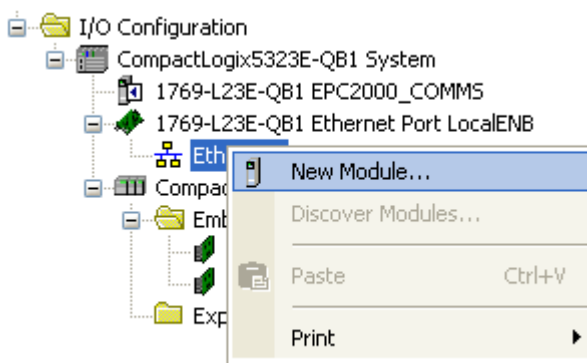 I/O Configuration
CompactLogix5323E-QB1 System
1769-L23E-QB1 EPC2000_COMMS
1769-L23E-QB1 Ethernet Port LocalENB
Eth
New Module...
Compac
Discover Modules...
Emb
Paste Ctrl+V
Exp
Print